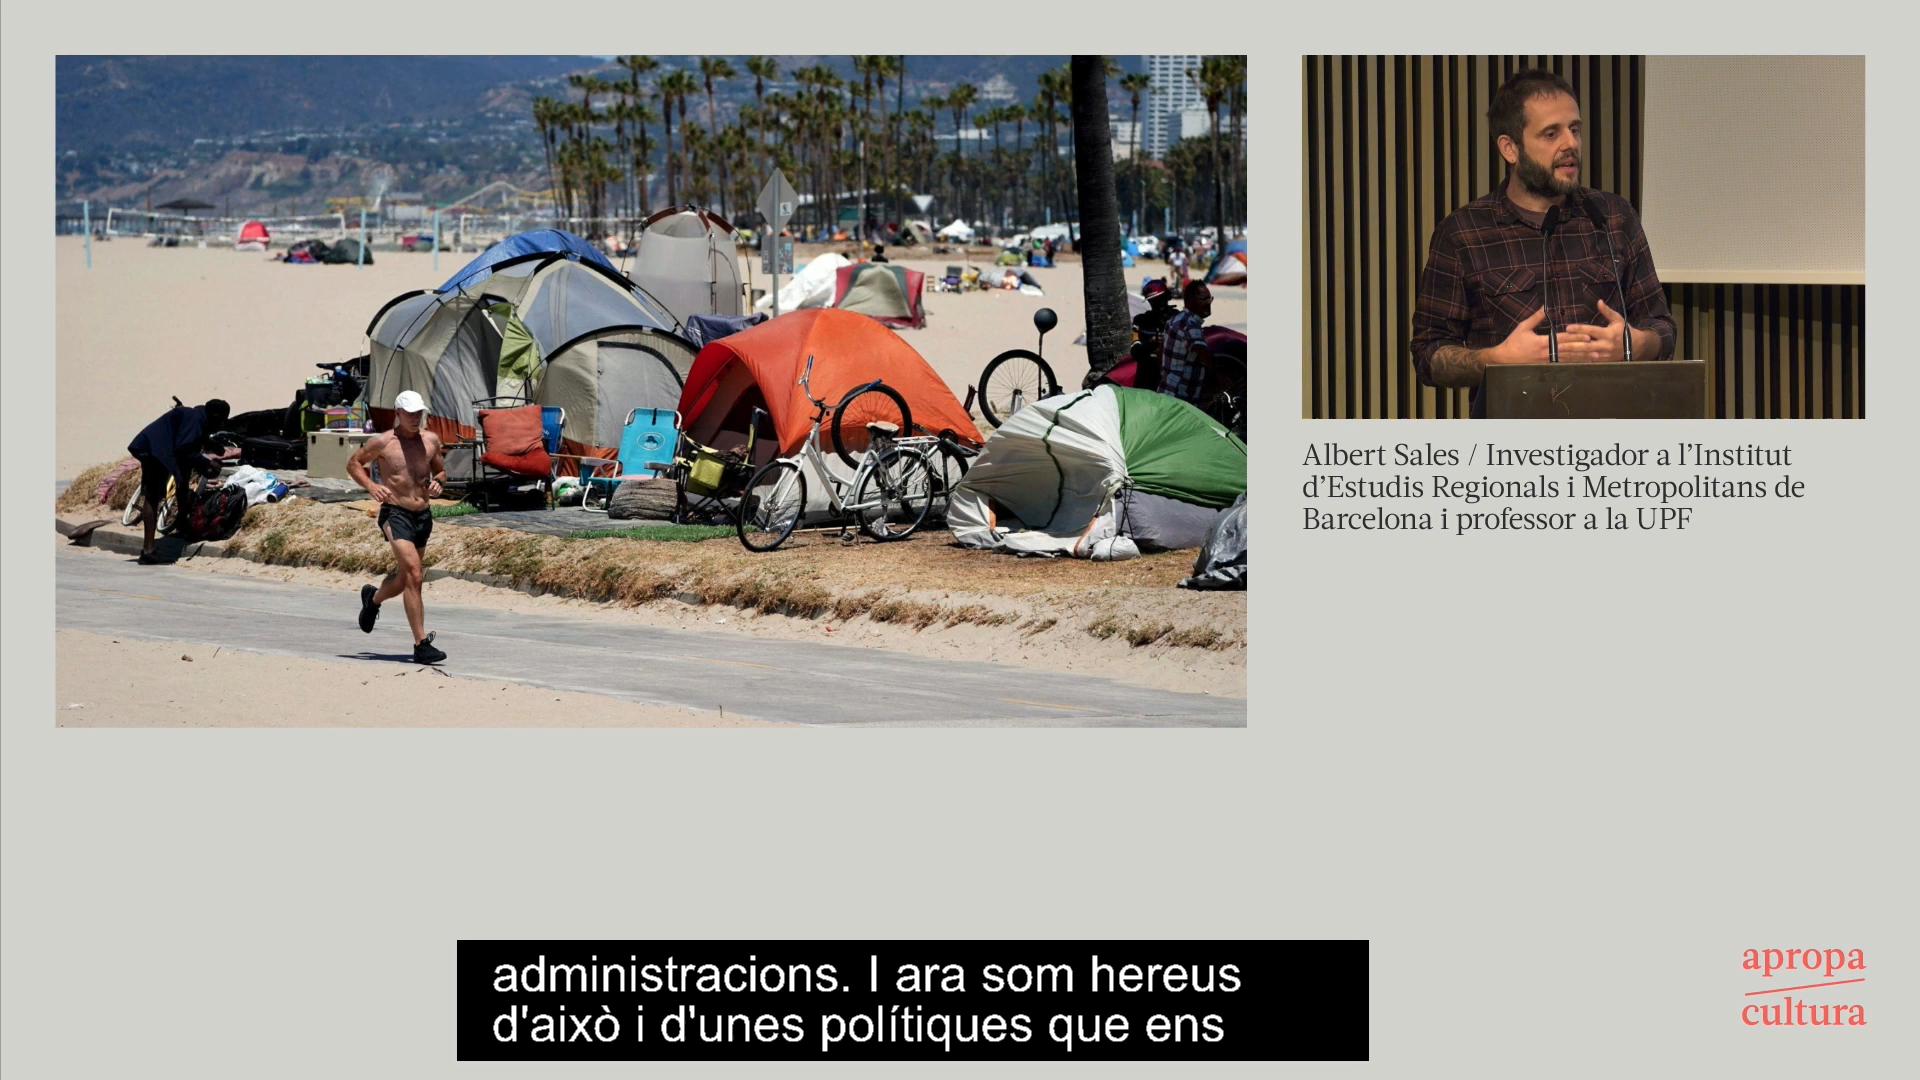 Albert Sales / Investigador a l’Institut
d’Estudis Regionals i Metropolitans de
Barcelona i professor a la UPF
administracions. I ara som hereus
d'això i d'unes polítiques que ens
apropa
cultura